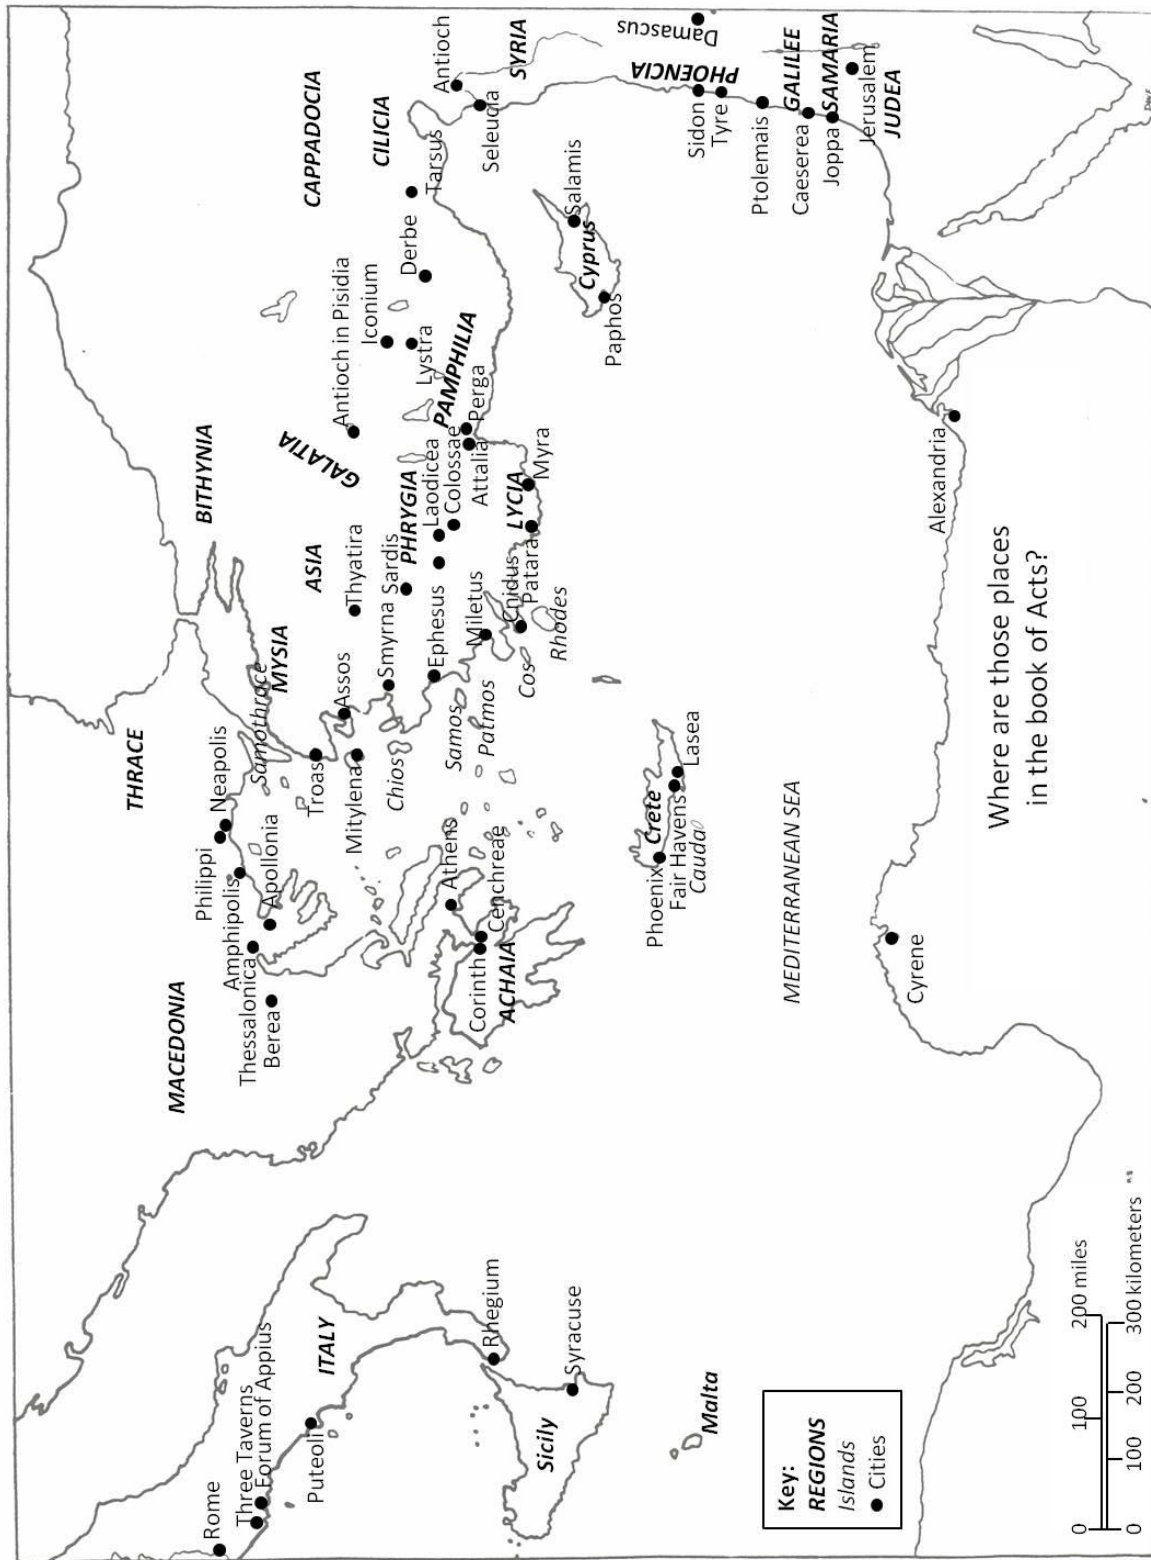 Rome
Three Taverns
Forum of Appius
Puteoli
ITALY
Rhegium
Sicily
Syracuse
Malta
MACEDONIA
THRACE
Philippi
Neapolis
Amphipolis
Apollonia
Thessalonica
Berea
Samothrace
ACHAIA
Corinth
Cenchreae
Athens
BITHYNIA
MYSIA
ASIA
Troas
Assos
Mitylena
Chios
Thyatira
Smyrna
Sardis
PHRYGIA
Ephesus
Laodicea
Colossae
Samos
Patmos
Miletus
Cos
Cnidus
Rhodes
Patara
LYCIA
Myra
GALATIA
Antioch in Pisidia
Iconium
Lystra
Derbe
PAMPHILIA
Attalia
Perga
CAPPADOCIA
CILICIA
Tarsus
Antioch
Seleucia
SYRIA
Cyprus
Salamis
Paphos
PHOENCIA
Damascus
Sidon
Tyre
Ptolemais
GALILEE
Caeserea
SAMARIA
Joppa
Jerusalem
JUDEA
Crete
Phoenix
Fair Havens
Lasea
Cauda
MEDITERRANEAN SEA
Cyrene
Alexandria
Where are those places
in the book of Acts?
Key:
REGIONS
Islands
Cities
0 100 200 miles
0 100 200 300 kilometers